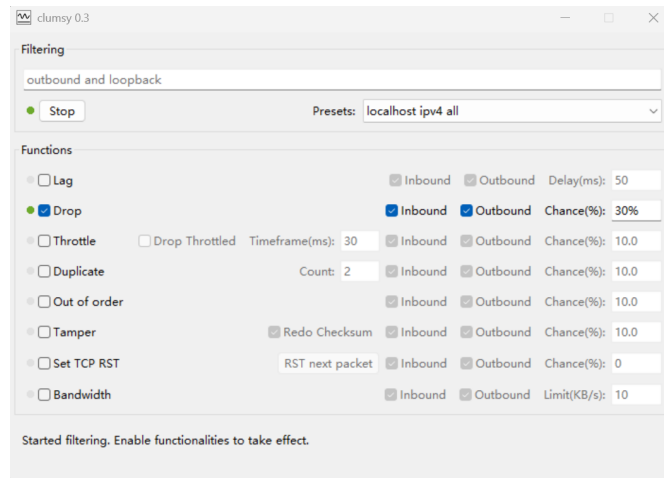 clumsy 0.3
Filtering
outbound and loopback
Stop Presets: localhost ipv4 all
Functions
Lag Inbound Outbound Delay(ms): 50
Drop Inbound Outbound Chance(%): 30%
Throttle Drop Throttled Timeframe(ms): 30 Inbound Outbound Chance(%): 10.0
Duplicate Count: 2 Inbound Outbound Chance(%): 10.0
Out of order Inbound Outbound Chance(%): 10.0
Tamper Redo Checksum Inbound Outbound Chance(%): 10.0
Set TCP RST RST next packet Inbound Outbound Chance(%): 0
Bandwidth Inbound Outbound Limit(KB/s): 10
Started filtering. Enable functionalities to take effect.